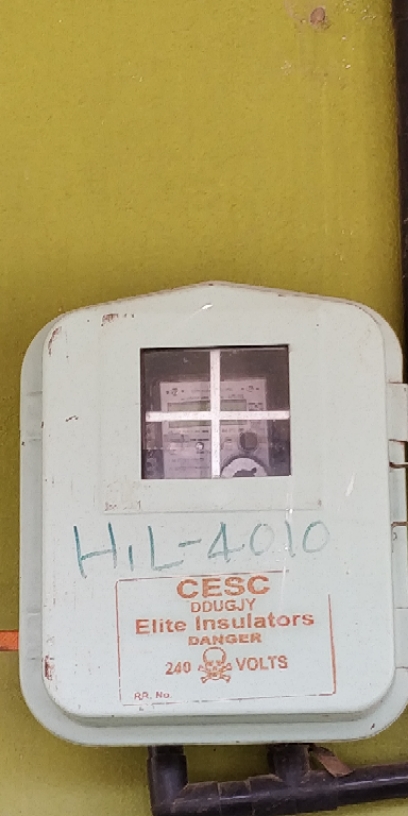 HIL-4010
CESC
DDUGJY
Elite Insulators
DANGER
240 VOLTS
RR. No.